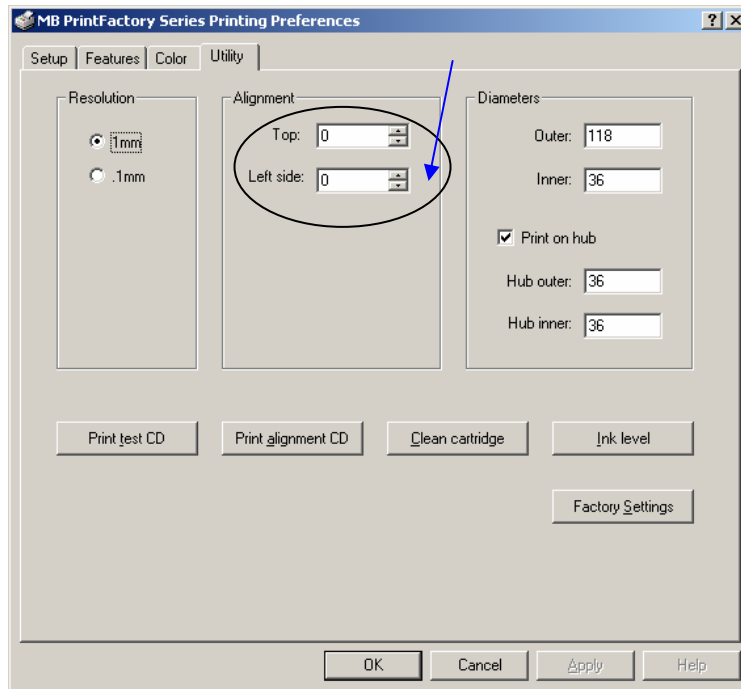 MB PrintFactory Series Printing Preferences
Setup Features Color Utility
Resolution
1mm
.1mm
Alignment
Top: 0
Left side: 0
Diameters
Outer: 118
Inner: 36
Print on hub
Hub outer: 36
Hub inner: 36
Print test CD Print alignment CD Clean cartridge Ink level
Factory Settings
OK Cancel Apply Help